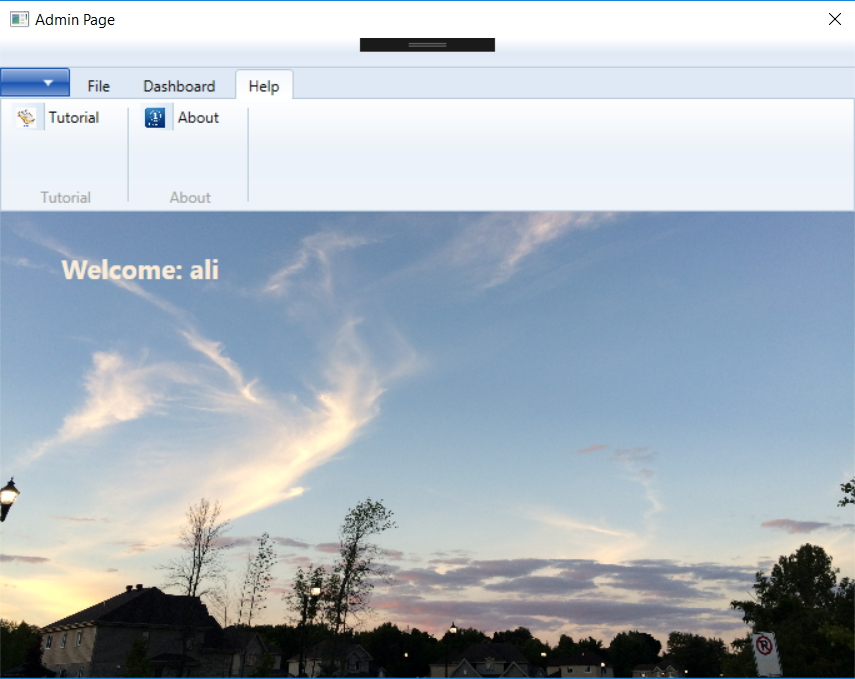 Admin Page
File Dashboard Help
Tutorial About
Tutorial About
Welcome: ali
R